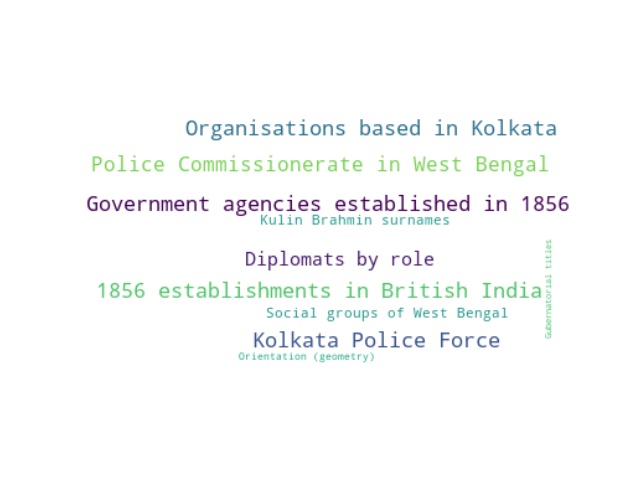 Organisations based in Kolkata
Police Commissionerate in West Bengal
Government agencies established in 1856
Kulin Brahmin surnames
Diplomats by role
1856 establishments in British India
Gubernatorial titles
Social groups of West Bengal
Kolkata Police Force
Orientation (geometry)